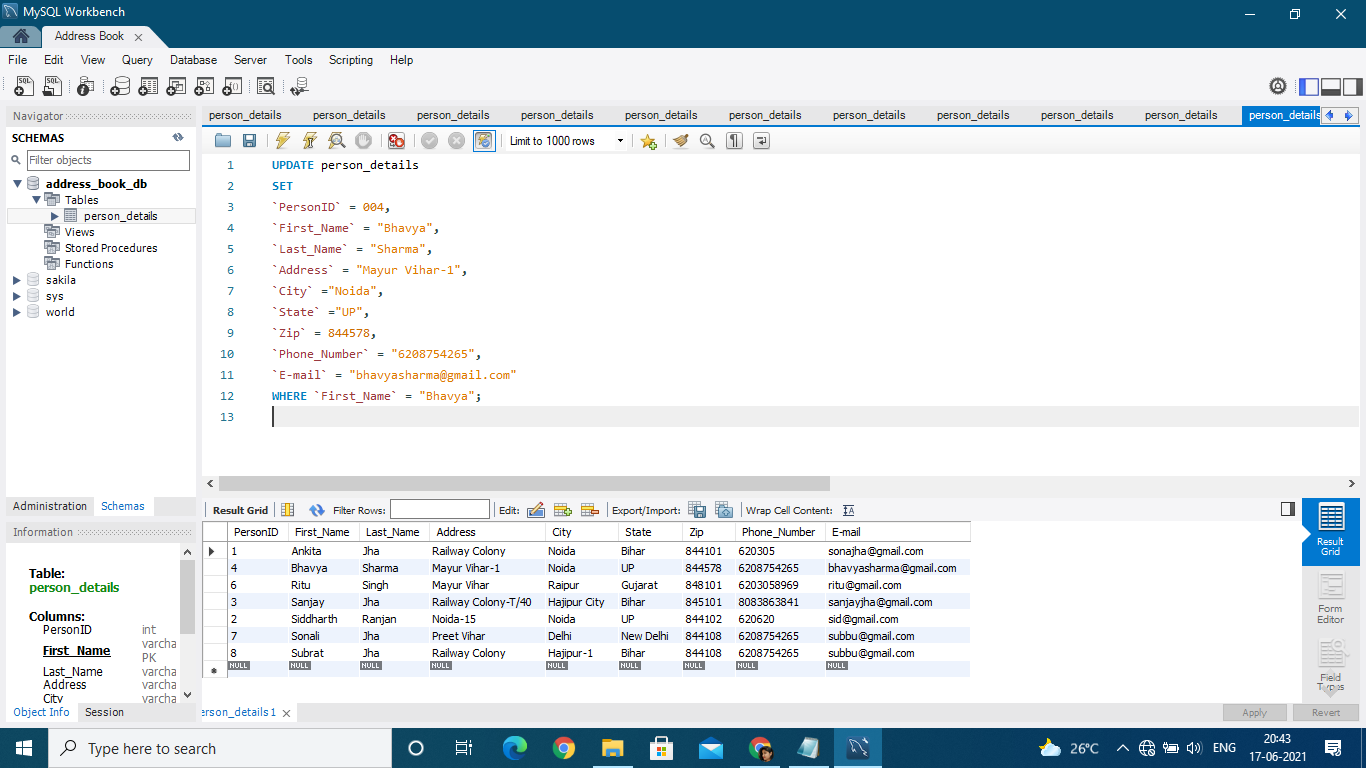 MySQL Workbench
Address Book
File Edit View Query Database Server Tools Scripting Help
Navigator
SCHEMAS
Filter objects
address_book_db
Tables
person_details
Views
Stored Procedures
Functions
sakila
sys
world
Administration Schemas
Information
Table:
person_details
Columns:
PersonID int
First_Name varcha
PK
Last_Name varcha
Address varcha
City varcha
Object Info Session
person_details person_details person_details person_details person_details person_details person_details person_details person_details person_details person_details
Limit to 1000 rows
1 UPDATE person_details
2 SET
3 `PersonID` = 004,
4 `First_Name` = "Bhavya",
5 `Last_Name` = "Sharma",
6 `Address` = "Mayur Vihar-1",
7 `City` ="Noida",
8 `State` ="UP",
9 `Zip` = 844578,
10 `Phone_Number` = "6208754265",
11 `E-mail` = "bhavyasharma@gmail.com"
12 WHERE `First_Name` = "Bhavya";
13
Result Grid Filter Rows: Edit: Export/Import: Wrap Cell Content:
PersonID First_Name Last_Name Address City State Zip Phone_Number E-mail
1 Ankita Jha Railway Colony Noida Bihar 844101 620305 sonajha@gmail.com
4 Bhavya Sharma Mayur Vihar-1 Noida UP 844578 6208754265 bhavyasharma@gmail.com
6 Ritu Singh Mayur Vihar Raipur Gujarat 848101 6203058969 ritu@gmail.com
3 Sanjay Jha Railway Colony-T/40 Hajipur City Bihar 845101 8083863841 sanjayjha@gmail.com
2 Siddharth Ranjan Noida-15 Noida UP 844102 620620 sid@gmail.com
7 Sonali Jha Preet Vihar Delhi New Delhi 844108 6208754265 subbu@gmail.com
8 Subrat Jha Railway Colony Hajipur-1 Bihar 844108 6208754265 subbu@gmail.com
NULL NULL NULL NULL NULL NULL NULL NULL NULL
Result
Grid
Form
Editor
Field
Types
erson_details 1
Apply Revert
Type here to search
26°C ENG 20:43
17-06-2021